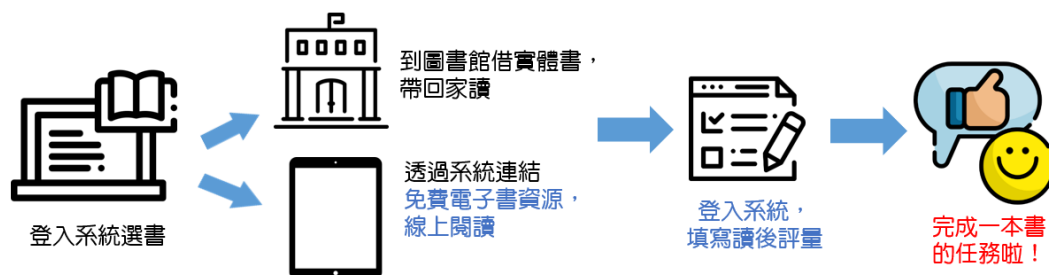 登入系統選書
到圖書館借實體書，
帶回家讀
透過系統連結
免費電子書資源，
線上閱讀
登入系統，
填寫讀後評量
完成一本書
的任務啦！